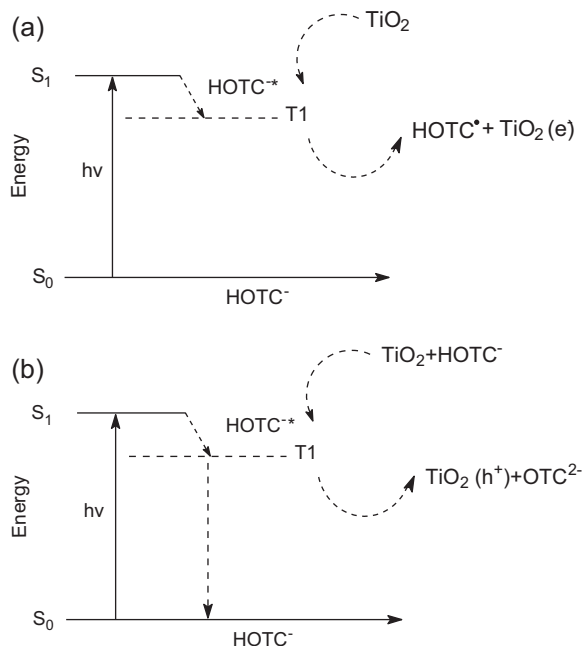 (a)
TiO2
S1
HOTC-*
T1
HOTC• + TiO2 (e)
hv
Energy
S0
HOTC-
(b)
TiO2+HOTC-
S1
HOTC-*
T1
TiO2 (h+)+OTC2-
hv
Energy
S0
HOTC-